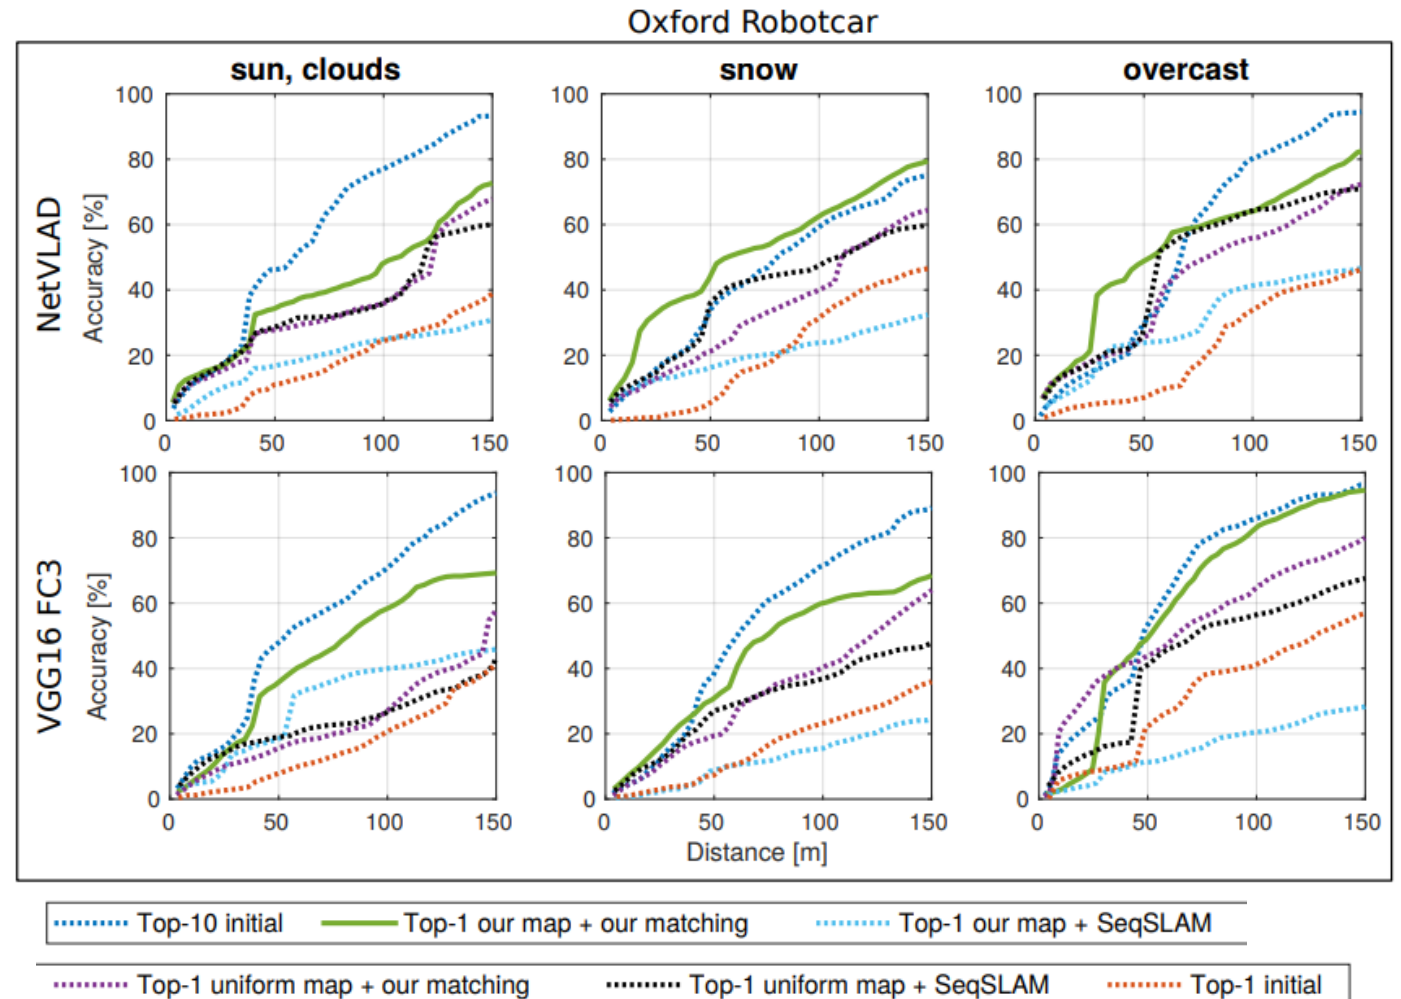 Oxford Robotcar
sun, clouds
snow
overcast
NetVLAD
Accuracy [%]
100
80
60
40
20
0
0 50 100 150
100
80
60
40
20
0
0 50 100 150
100
80
60
40
20
0
0 50 100 150
VGG16 FC3
Accuracy [%]
100
80
60
40
20
0
0 50 100 150
100
80
60
40
20
0
0 50 100 150
100
80
60
40
20
0
0 50 100 150
Distance [m]
Top-10 initial Top-1 our map + our matching Top-1 our map + SeqSLAM
Top-1 uniform map + our matching Top-1 uniform map + SeqSLAM Top-1 initial